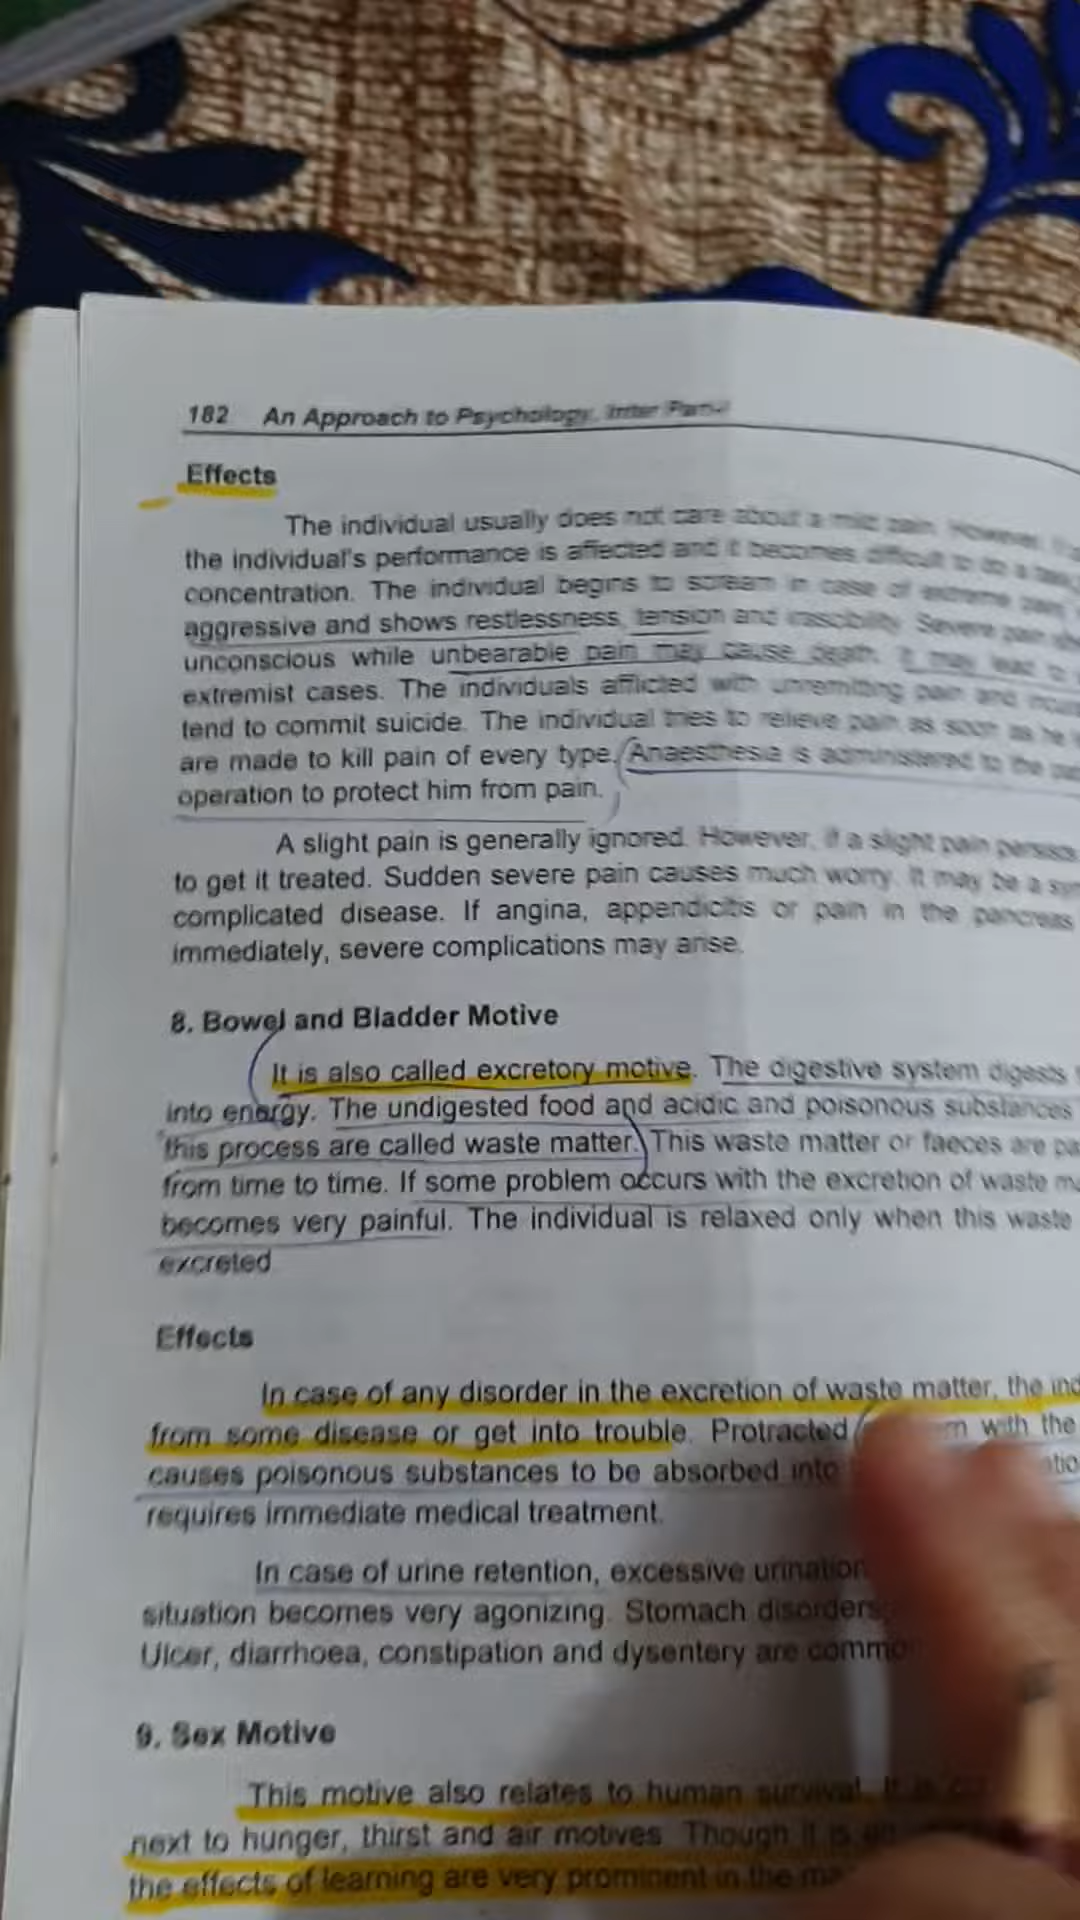 182 An Approach to Psychology, Inter Part-I
Effects
The individual usually does not care about a mild pain. However,
the individual's performance is affected and it becomes difficult to do a
concentration. The individual begins to scream in case of extreme pain
aggressive and shows restlessness, tension and irascibility. Severe pain
unconscious while unbearable pain may cause death. It may lead to
extremist cases. The individuals afflicted with unremitting pain and
tend to commit suicide. The individual tries to relieve pain as soon as he
are made to kill pain of every type. Anaesthesia is administered to the
operation to protect him from pain.
A slight pain is generally ignored. However, if a slight pain
to get it treated. Sudden severe pain causes much worry. It may be a
complicated disease. If angina, appendicitis or pain in the pancreas
immediately, severe complications may arise.
8. Bowel and Bladder Motive
It is also called excretory motive. The digestive system digests
into energy. The undigested food and acidic and poisonous substances
this process are called waste matter. This waste matter or faeces are
from time to time. If some problem occurs with the excretion of waste
becomes very painful. The individual is relaxed only when this waste
excreted
Effects
In case of any disorder in the excretion of waste matter, the
from some disease or get into trouble. Protracted with the
causes poisonous substances to be absorbed into
requires immediate medical treatment.
In case of urine retention, excessive urination
situation becomes very agonizing. Stomach disorders
Ulcer, diarrhoea, constipation and dysentery are
9. Sex Motive
This motive also relates to human survival. It is
next to hunger, thirst and air motives. Though it is
the effects of learning are very prominent in the